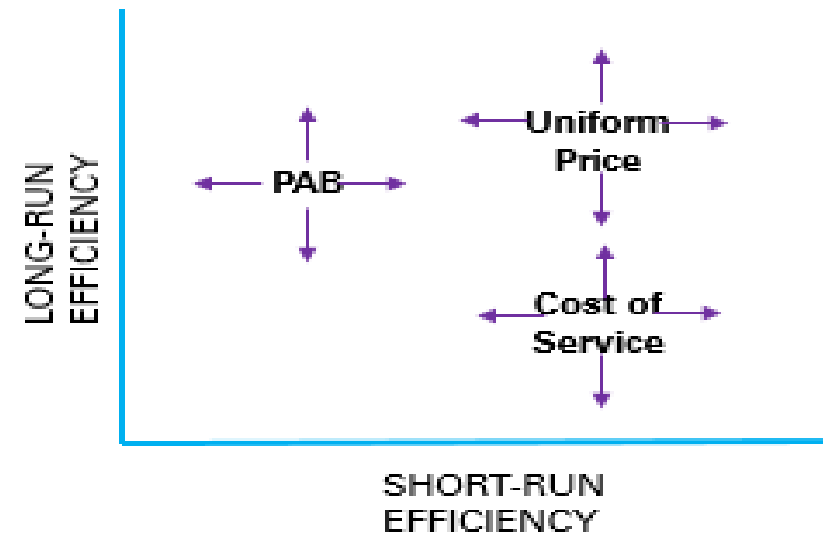 LONG-RUN
EFFICIENCY
PAB
Uniform
Price
Cost of
Service
SHORT-RUN
EFFICIENCY